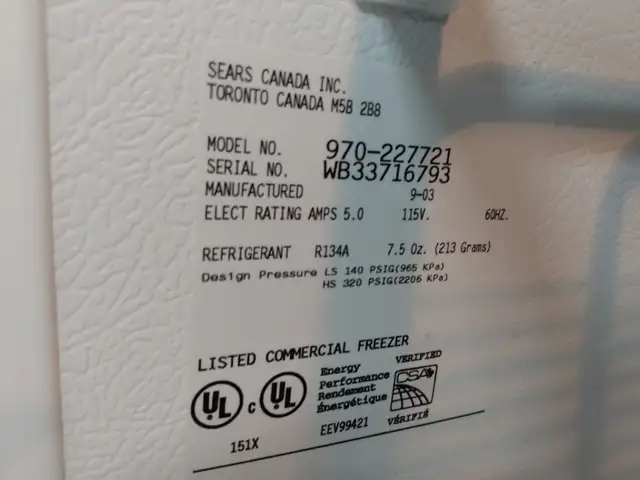 SEARS CANADA INC.
TORONTO CANADA M5B 2B8
MODEL NO. 970-227721
SERIAL NO. WB33716793
MANUFACTURED 9-03
ELECT RATING AMPS 5.0 115V. 60HZ.
REFRIGERANT R134A 7.5 Oz. (213 Grams)
Design Pressure LS 140 PSIG(965 KPa)
HS 320 PSIG(2206 KPa)
LISTED COMMERCIAL FREEZER
UL c UL
151X
Energy
Performance
Rendement
Énergétique
EEV99421
VERIFIED
CSA
VÉRIFIÉ